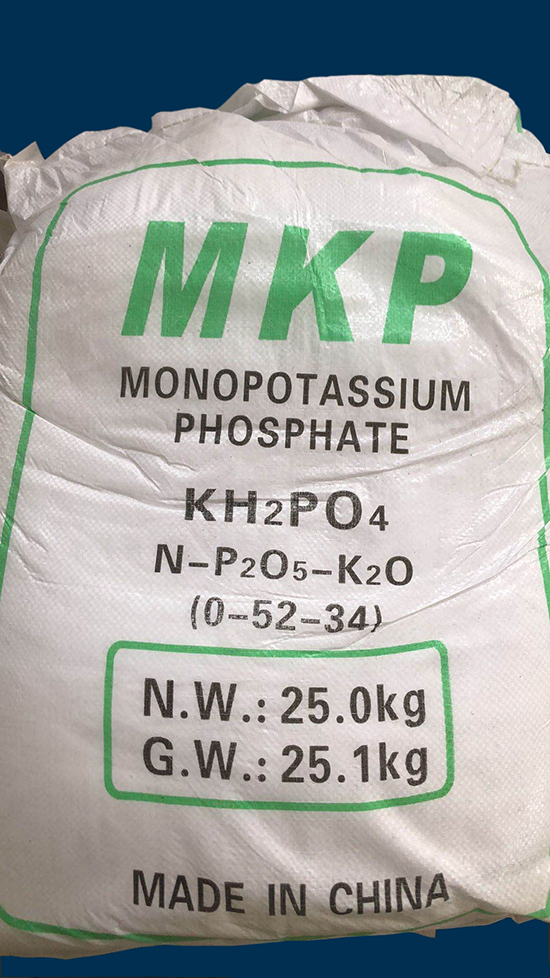 MKP
MONOPOTASSIUM
PHOSPHATE
KH2PO4
N-P2O5-K2O
(0-52-34)
N.W.: 25.0kg
G.W.: 25.1kg
MADE IN CHINA